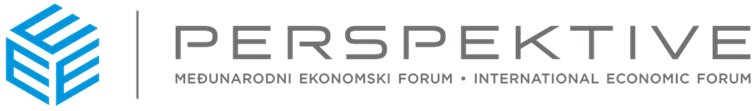 PERSPEKTIVE
MEĐUNARODNI EKONOMSKI FORUM • INTERNATIONAL ECONOMIC FORUM